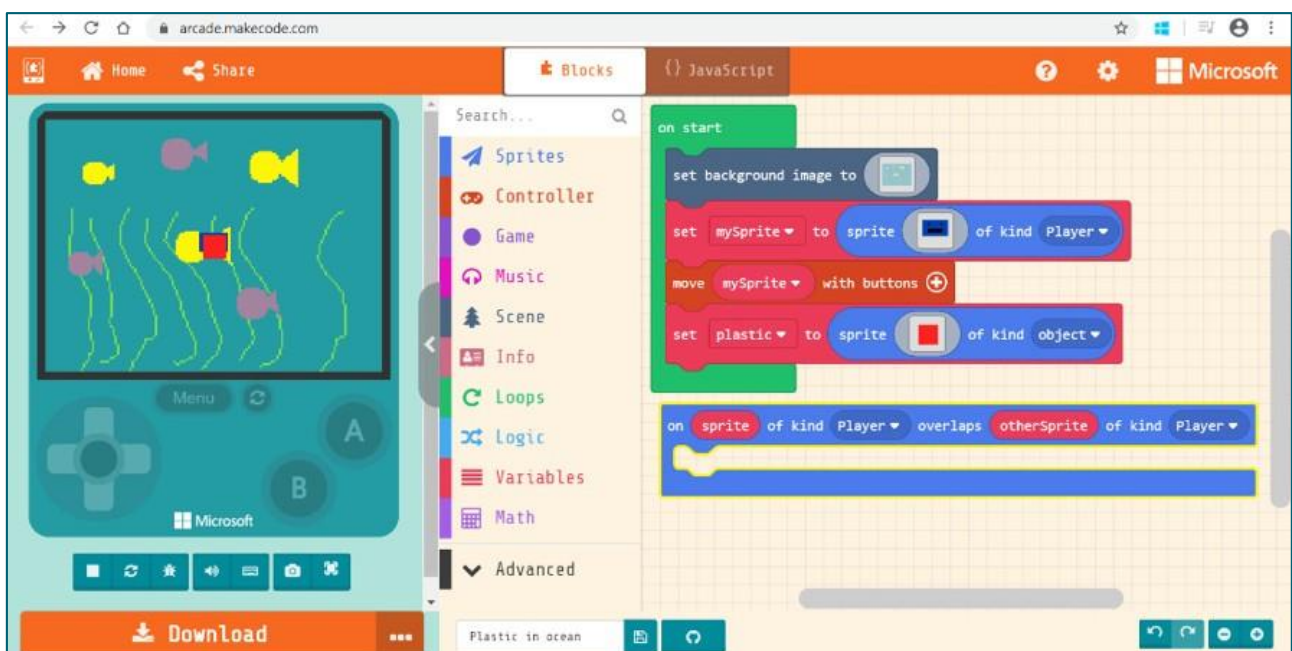 arcade.makecode.com
Home Share Blocks {} JavaScript Microsoft
Search...
Sprites
Controller
Game
Music
Scene
Info
Loops
Logic
Variables
Math
Advanced
Menu
A
B
Microsoft
Download
Plastic in ocean
on start
set background image to
set mySprite to sprite of kind Player
move mySprite with buttons
set plastic to sprite of kind object
on sprite of kind Player overlaps otherSprite of kind Player